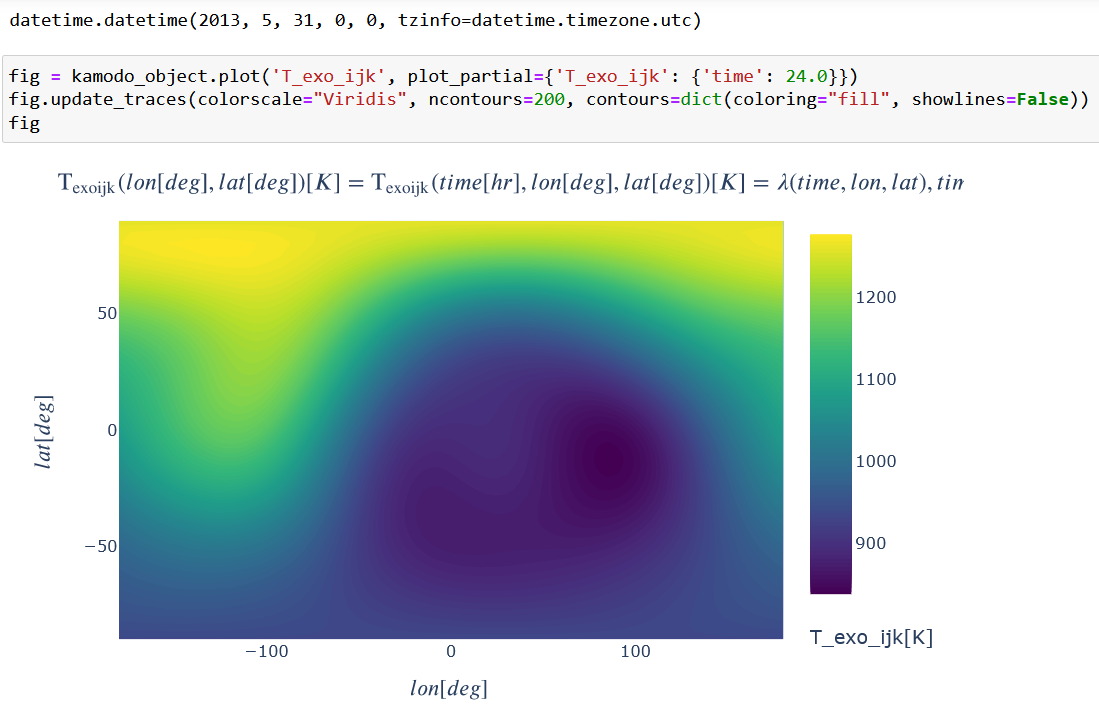 datetime.datetime(2013, 5, 31, 0, 0, tzinfo=datetime.timezone.utc)
fig = kamodo_object.plot('T_exo_ijk', plot_partial={'T_exo_ijk': {'time': 24.0}})
fig.update_traces(colorscale="Viridis", ncontours=200, contours=dict(coloring="fill", showlines=False))
fig
T_exoijk(lon[deg], lat[deg])[K] = T_exoijk(time[hr], lon[deg], lat[deg])[K] = λ(time, lon, lat), tim
50
0
−50
lat[deg]
−100
0
100
lon[deg]
1200
1100
1000
900
T_exo_ijk[K]